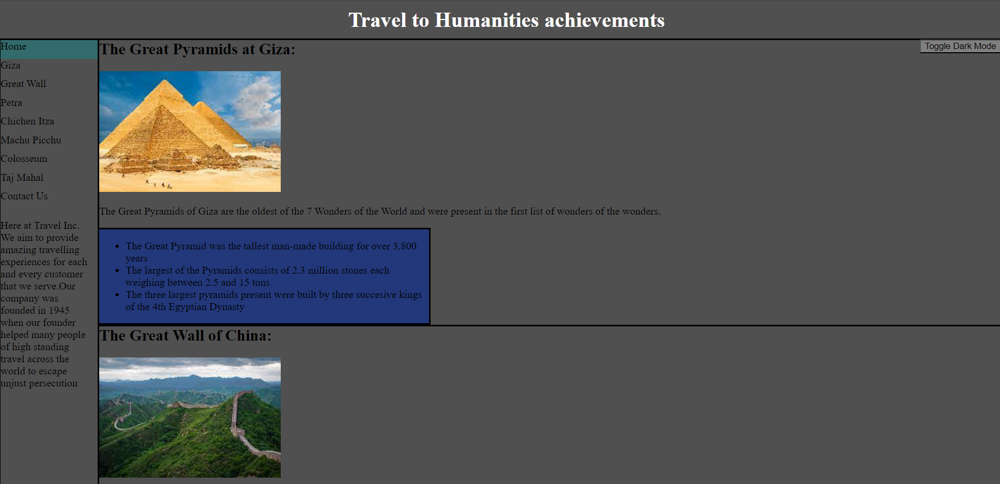 Travel to Humanities achievements
Home
Giza
Great Wall
Petra
Chichen Itza
Machu Picchu
Colosseum
Taj Mahal
Contact Us
Here at Travel Inc.
We aim to provide
amazing travelling
experiences for each
and every customer
that we serve.Our
company was
founded in 1945
when our founder
helped many people
of high standing
travel across the
world to escape
unjust persecution
The Great Pyramids at Giza:
Toggle Dark Mode
The Great Pyramids of Giza are the oldest of the 7 Wonders of the World and were present in the first list of wonders of the wonders.
• The Great Pyramid was the tallest man-made building for over 3,800
years
• The largest of the Pyramids consists of 2.3 million stones each
weighing between 2.5 and 15 tons
• The three largest pyramids present were built by three succesive kings
of the 4th Egyptian Dynasty
The Great Wall of China: